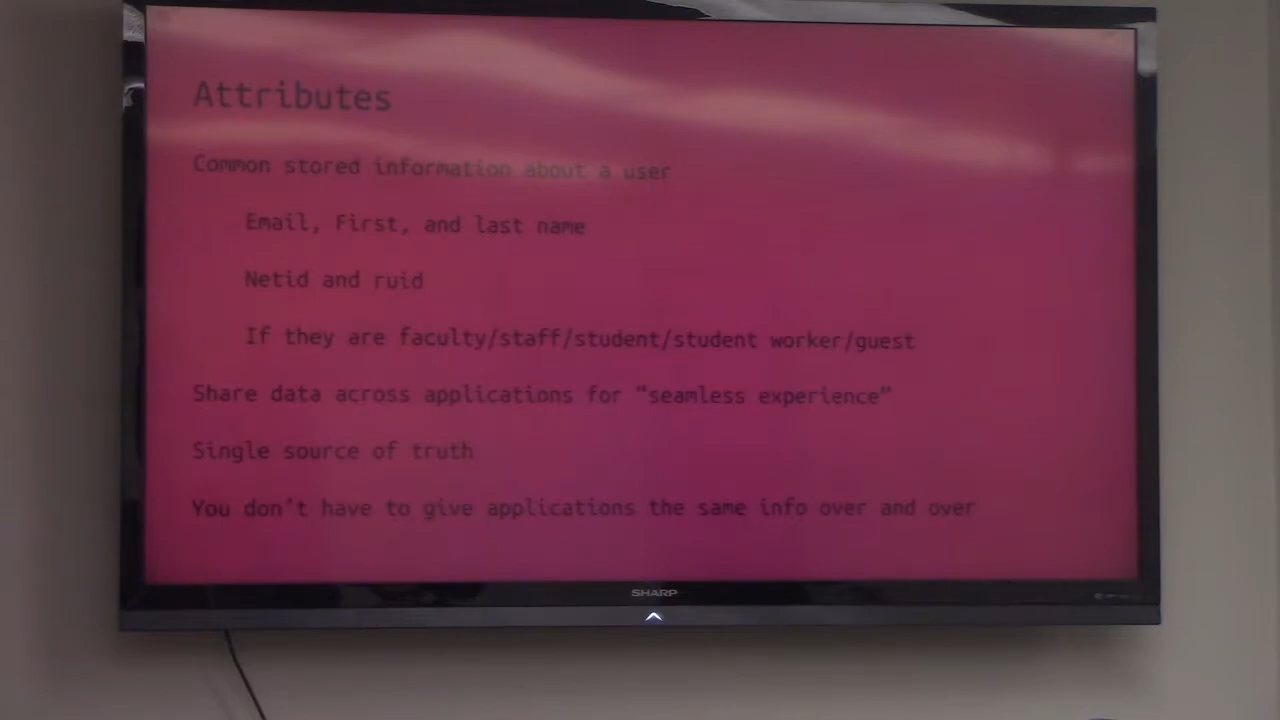 Attributes
Common stored information about a user
Email, First, and last name
Netid and ruid
If they are faculty/staff/student/student worker/guest
Share data across applications for "seamless experience"
Single source of truth
You don't have to give applications the same info over and over
SHARP